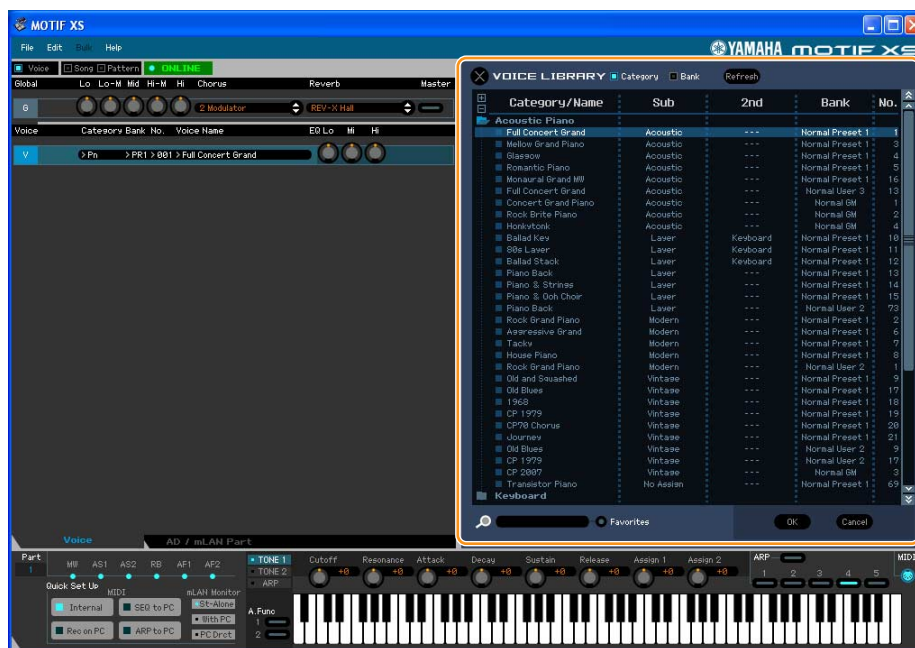 MOTIF XS
File Edit Bulk Help
YAMAHA MOTIF XS
Voice Song Pattern ONLINE
Global Lo Lo-M Mid Hi-M Hi Chorus Reverb Master
G 2 Modulator REV-X Hall
Voice Category Bank No. Voice Name EQ Lo Mi Hi
V >Pn >PR1 >001 >Full Concert Grand
VOICE LIBRARY Category Bank Refresh
Category/Name Sub 2nd Bank No.
Acoustic Piano
Full Concert Grand Acoustic --- Normal Preset 1 1
Mellow Grand Piano Acoustic --- Normal Preset 1 3
Glasgow Acoustic --- Normal Preset 1 4
Romantic Piano Acoustic --- Normal Preset 1 5
Monaural Grand MW Acoustic --- Normal Preset 1 16
Full Concert Grand Acoustic --- Normal User 3 13
Concert Grand Piano Acoustic --- Normal GM 1
Rock Brite Piano Acoustic --- Normal GM 2
Honkytonk Acoustic --- Normal GM 4
Ballad Key Layer Keyboard Normal Preset 1 10
80s Layer Layer Keyboard Normal Preset 1 11
Ballad Stack Layer Keyboard Normal Preset 1 12
Piano Back Layer --- Normal Preset 1 13
Piano & Strings Layer --- Normal Preset 1 14
Piano & Ooh Choir Layer --- Normal Preset 1 15
Piano Back Layer --- Normal User 2 73
Rock Grand Piano Modern --- Normal Preset 1 2
Aggressive Grand Modern --- Normal Preset 1 6
Tacky Modern --- Normal Preset 1 7
House Piano Modern --- Normal Preset 1 8
Rock Grand Piano Modern --- Normal User 2 1
Old and Squashed Vintage --- Normal Preset 1 9
Old Blues Vintage --- Normal Preset 1 17
1968 Vintage --- Normal Preset 1 18
CP 1979 Vintage --- Normal Preset 1 19
CP70 Chorus Vintage --- Normal Preset 1 20
Journey Vintage --- Normal Preset 1 21
Old Blues Vintage --- Normal User 2 9
CP 1979 Vintage --- Normal User 2 17
CP 2007 Vintage --- Normal GM 3
Transistor Piano No Assign --- Normal Preset 1 69
Keyboard
Favorites OK Cancel
Voice AD / mLAN Part
Part MW AS1 AS2 RB AF1 AF2
1
Quick Set Up MIDI mLAN Monitor
Internal SEQ to PC St-Alone
With PC
Rec on PC ARP to PC PC Drct
TONE 1 Cutoff Resonance Attack Decay Sustain Release Assign 1 Assign 2 ARP MIDI
TONE 2 +0 +0 +0 +0 +0 +0 +0 +0 1 2 3 4 5
ARP
A.Func
1
2